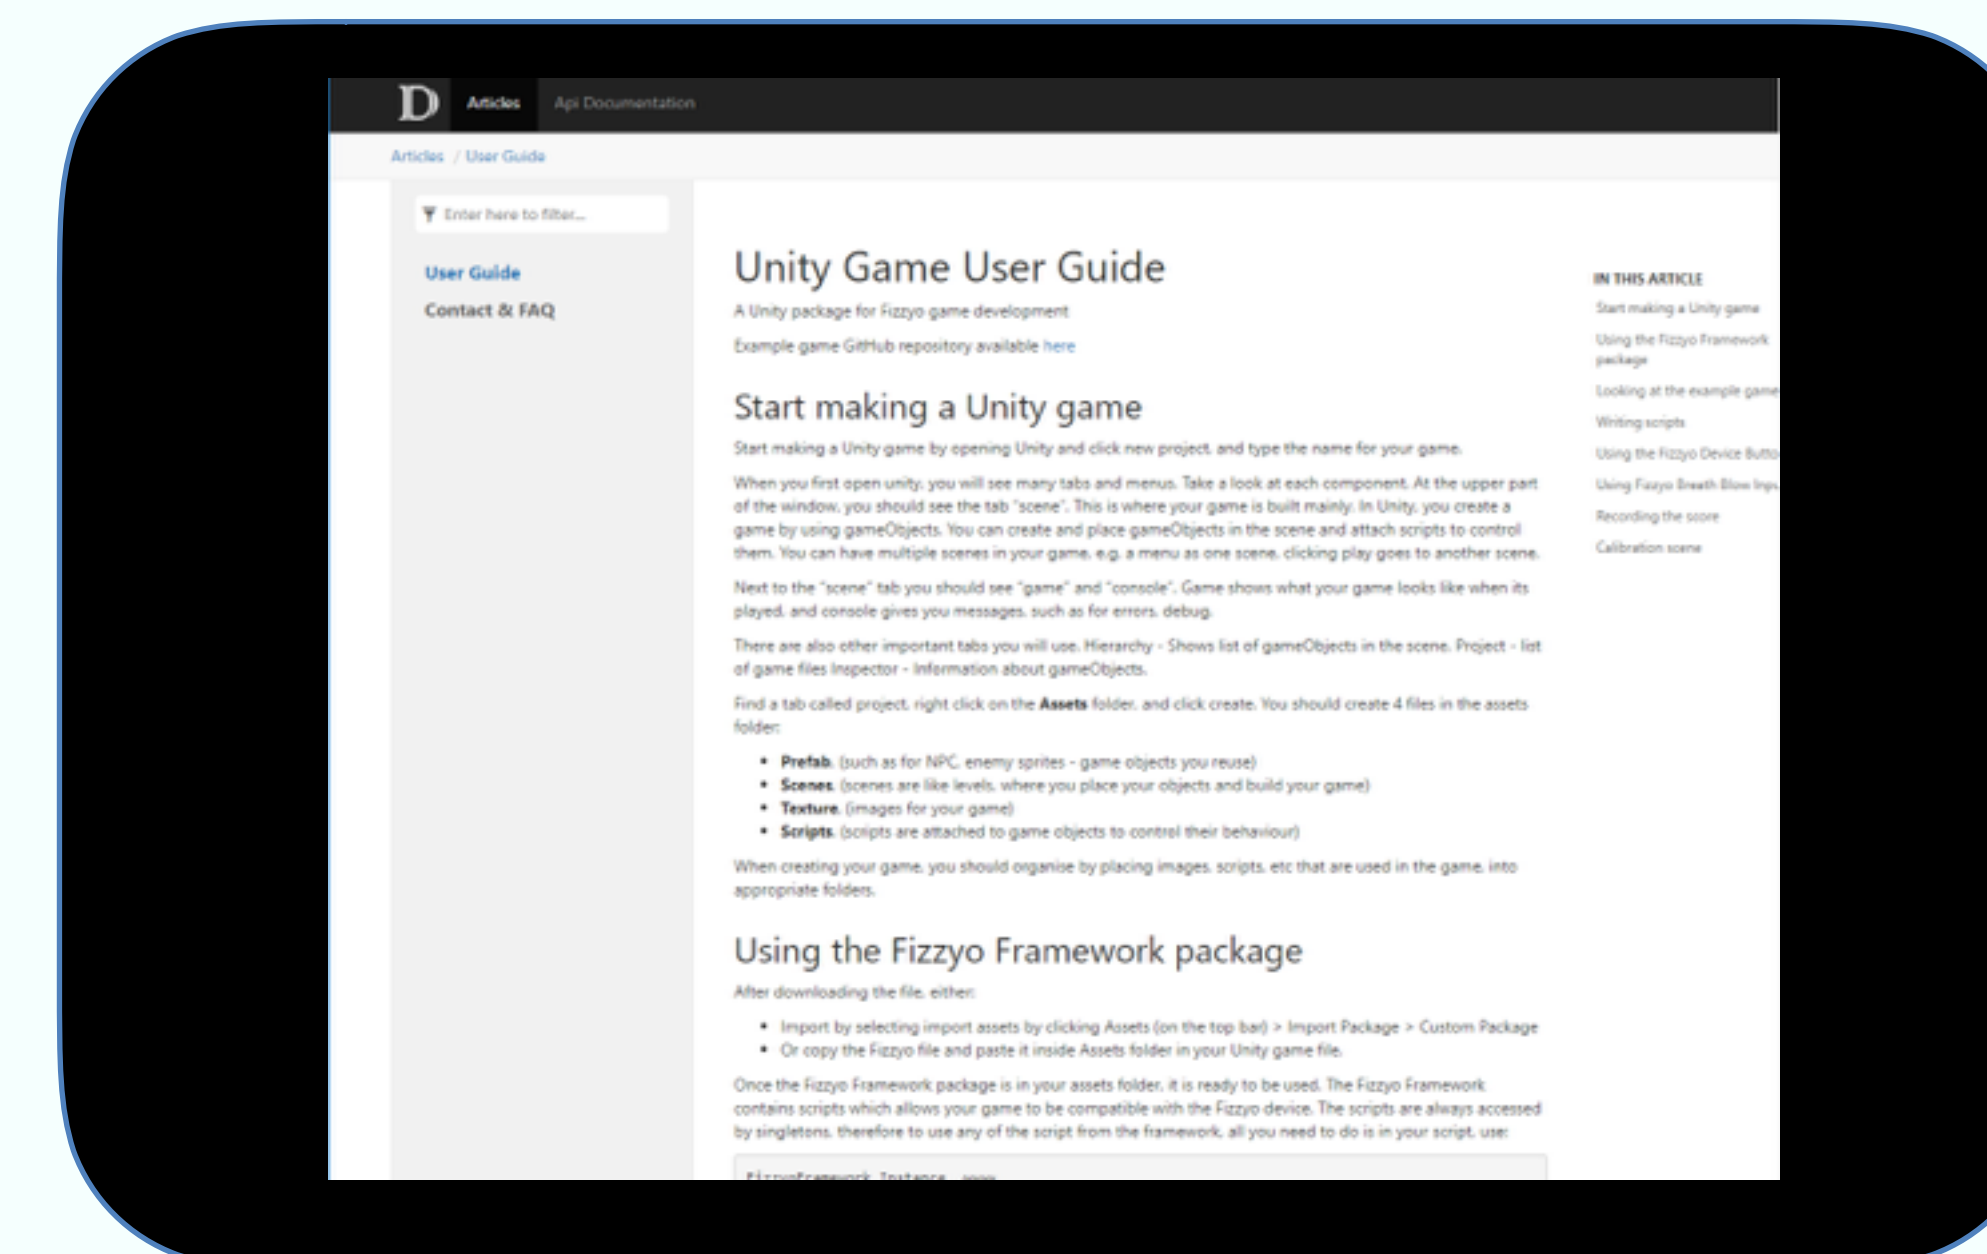 D Articles Api Documentation
Articles / User Guide
Enter here to filter...
User Guide
Contact & FAQ
Unity Game User Guide
A Unity package for Fizzyo game development
Example game GitHub repository available here
Start making a Unity game
Start making a Unity game by opening Unity and click new project, and type the name for your game.
When you first open unity, you will see many tabs and menus. Take a look at each component. At the upper part
of the window, you should see the tab "scene". This is where your game is built mainly. In Unity, you create a
game by using gameObjects. You can create and place gameObjects in the scene and attach scripts to control
them. You can have multiple scenes in your game, e.g. a menu as one scene, clicking play goes to another scene.
Next to the "scene" tab you should see "game" and "console". Game shows what your game looks like when its
played, and console gives you messages, such as for errors, debug.
There are also other important tabs you will use. Hierarchy - Shows list of gameObjects in the scene. Project - list
of game files Inspector - Information about gameObjects.
Find a tab called project, right click on the Assets folder, and click create. You should create 4 files in the assets
folder:
• Prefab. (such as for NPC, enemy sprites - game objects you reuse)
• Scenes. (scenes are like levels, where you place your objects and build your game)
• Texture. (images for your game)
• Scripts. (scripts are attached to game objects to control their behaviour)
When creating your game, you should organise by placing images, scripts, etc that are used in the game, into
appropriate folders.
Using the Fizzyo Framework package
After downloading the file, either:
• Import by selecting import assets by clicking Assets (on the top bar) > Import Package > Custom Package
• Or copy the Fizzyo file and paste it inside Assets folder in your Unity game file.
Once the Fizzyo Framework package is in your assets folder, it is ready to be used. The Fizzyo Framework
contains scripts which allows your game to be compatible with the Fizzyo device. The scripts are always accessed
by singletons, therefore to use any of the script from the framework, all you need to do is in your script, use:
FizzyoFramework.Instance.
IN THIS ARTICLE
Start making a Unity game
Using the Fizzyo Framework
package
Looking at the example game
Writing scripts
Using the Fizzyo Device Butto
Using Fizzyo Breath Blow Inpu
Recording the score
Calibration scene